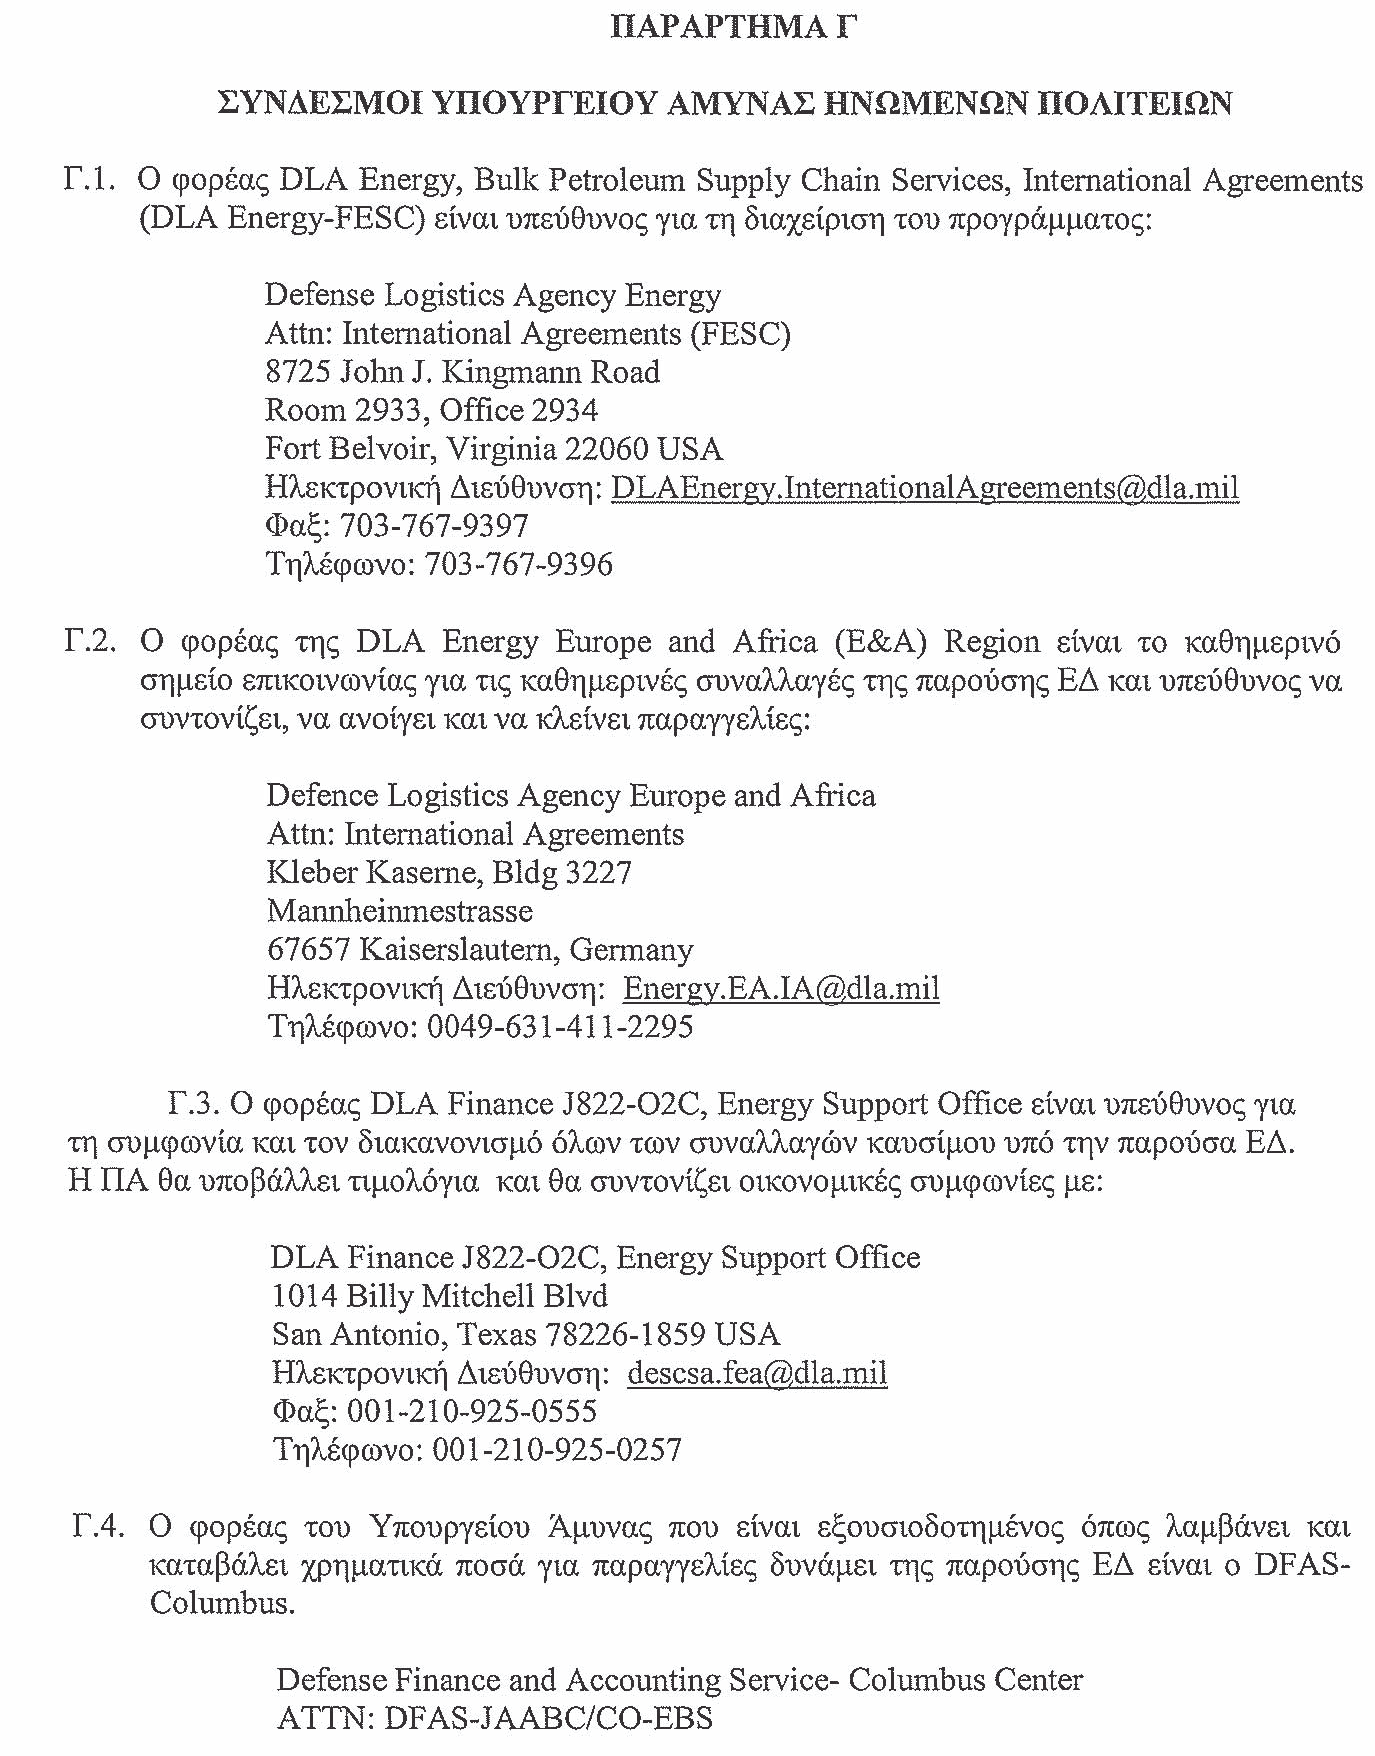 ΠΑΡΑΡΤΗΜΑ Γ
ΣΥΝΔΕΣΜΟΙ ΥΠΟΥΡΓΕΙΟΥ ΑΜΥΝΑΣ ΗΝΩΜΕΝΩΝ ΠΟΛΙΤΕΙΩΝ
Γ.1. Ο φορέας DLA Energy, Bulk Petroleum Supply Chain Services, International Agreements
(DLA Energy-FESC) είναι υπεύθυνος για τη διαχείριση του προγράμματος:
Defense Logistics Agency Energy
Attn: International Agreements (FESC)
8725 John J. Kingmann Road
Room 2933, Office 2934
Fort Belvoir, Virginia 22060 USA
Ηλεκτρονική Διεύθυνση: DLAEnergy.InternationalAgreements@dla.mil
Φαξ: 703-767-9397
Τηλέφωνο: 703-767-9396
Γ.2. Ο φορέας της DLA Energy Europe and Africa (E&A) Region είναι το καθημερινό
σημείο επικοινωνίας για τις καθημερινές συναλλαγές της παρούσης ΕΔ και υπεύθυνος να
συντονίζει, να ανοίγει και να κλείνει παραγγελίες:
Defence Logistics Agency Europe and Africa
Attn: International Agreements
Kleber Kaserne, Bldg 3227
Mannheinmestrasse
67657 Kaiserslautern, Germany
Ηλεκτρονική Διεύθυνση: Energy.EA.IA@dla.mil
Τηλέφωνο: 0049-631-411-2295
Γ.3. Ο φορέας DLA Finance J822-O2C, Energy Support Office είναι υπεύθυνος για
τη συμφωνία και τον διακανονισμό όλων των συναλλαγών καυσίμου υπό την παρούσα ΕΔ.
Η ΠΑ θα υποβάλλει τιμολόγια και θα συντονίζει οικονομικές συμφωνίες με:
DLA Finance J822-O2C, Energy Support Office
1014 Billy Mitchell Blvd
San Antonio, Texas 78226-1859 USA
Ηλεκτρονική Διεύθυνση: descsa.fea@dla.mil
Φαξ: 001-210-925-0555
Τηλέφωνο: 001-210-925-0257
Γ.4. Ο φορέας του Υπουργείου Άμυνας που είναι εξουσιοδοτημένος όπως λαμβάνει και
καταβάλει χρηματικά ποσά για παραγγελίες δυνάμει της παρούσης ΕΔ είναι ο DFAS-
Columbus.
Defense Finance and Accounting Service- Columbus Center
ATTN: DFAS-JAABC/CO-EBS